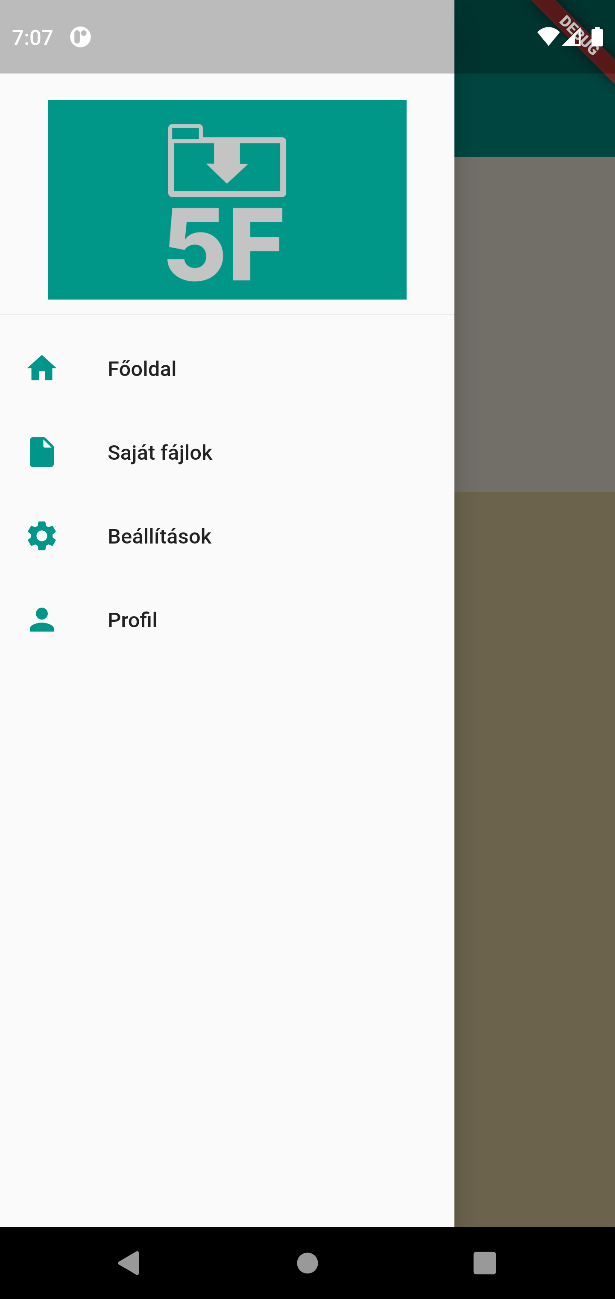 7:07
DEBUG
5F
Főoldal
Saját fájlok
Beállítások
Profil